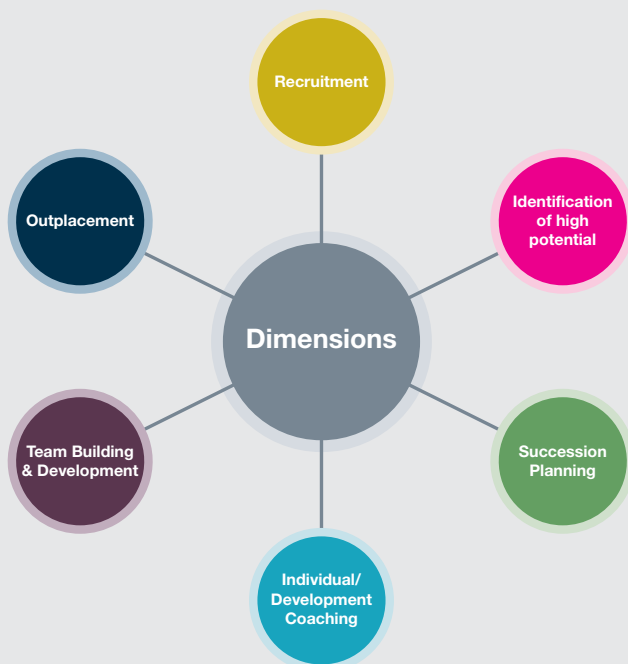 Recruitment
Identification
of high
potential
Outplacement
Dimensions
Team Building
& Development
Succession
Planning
Individual/
Development
Coaching